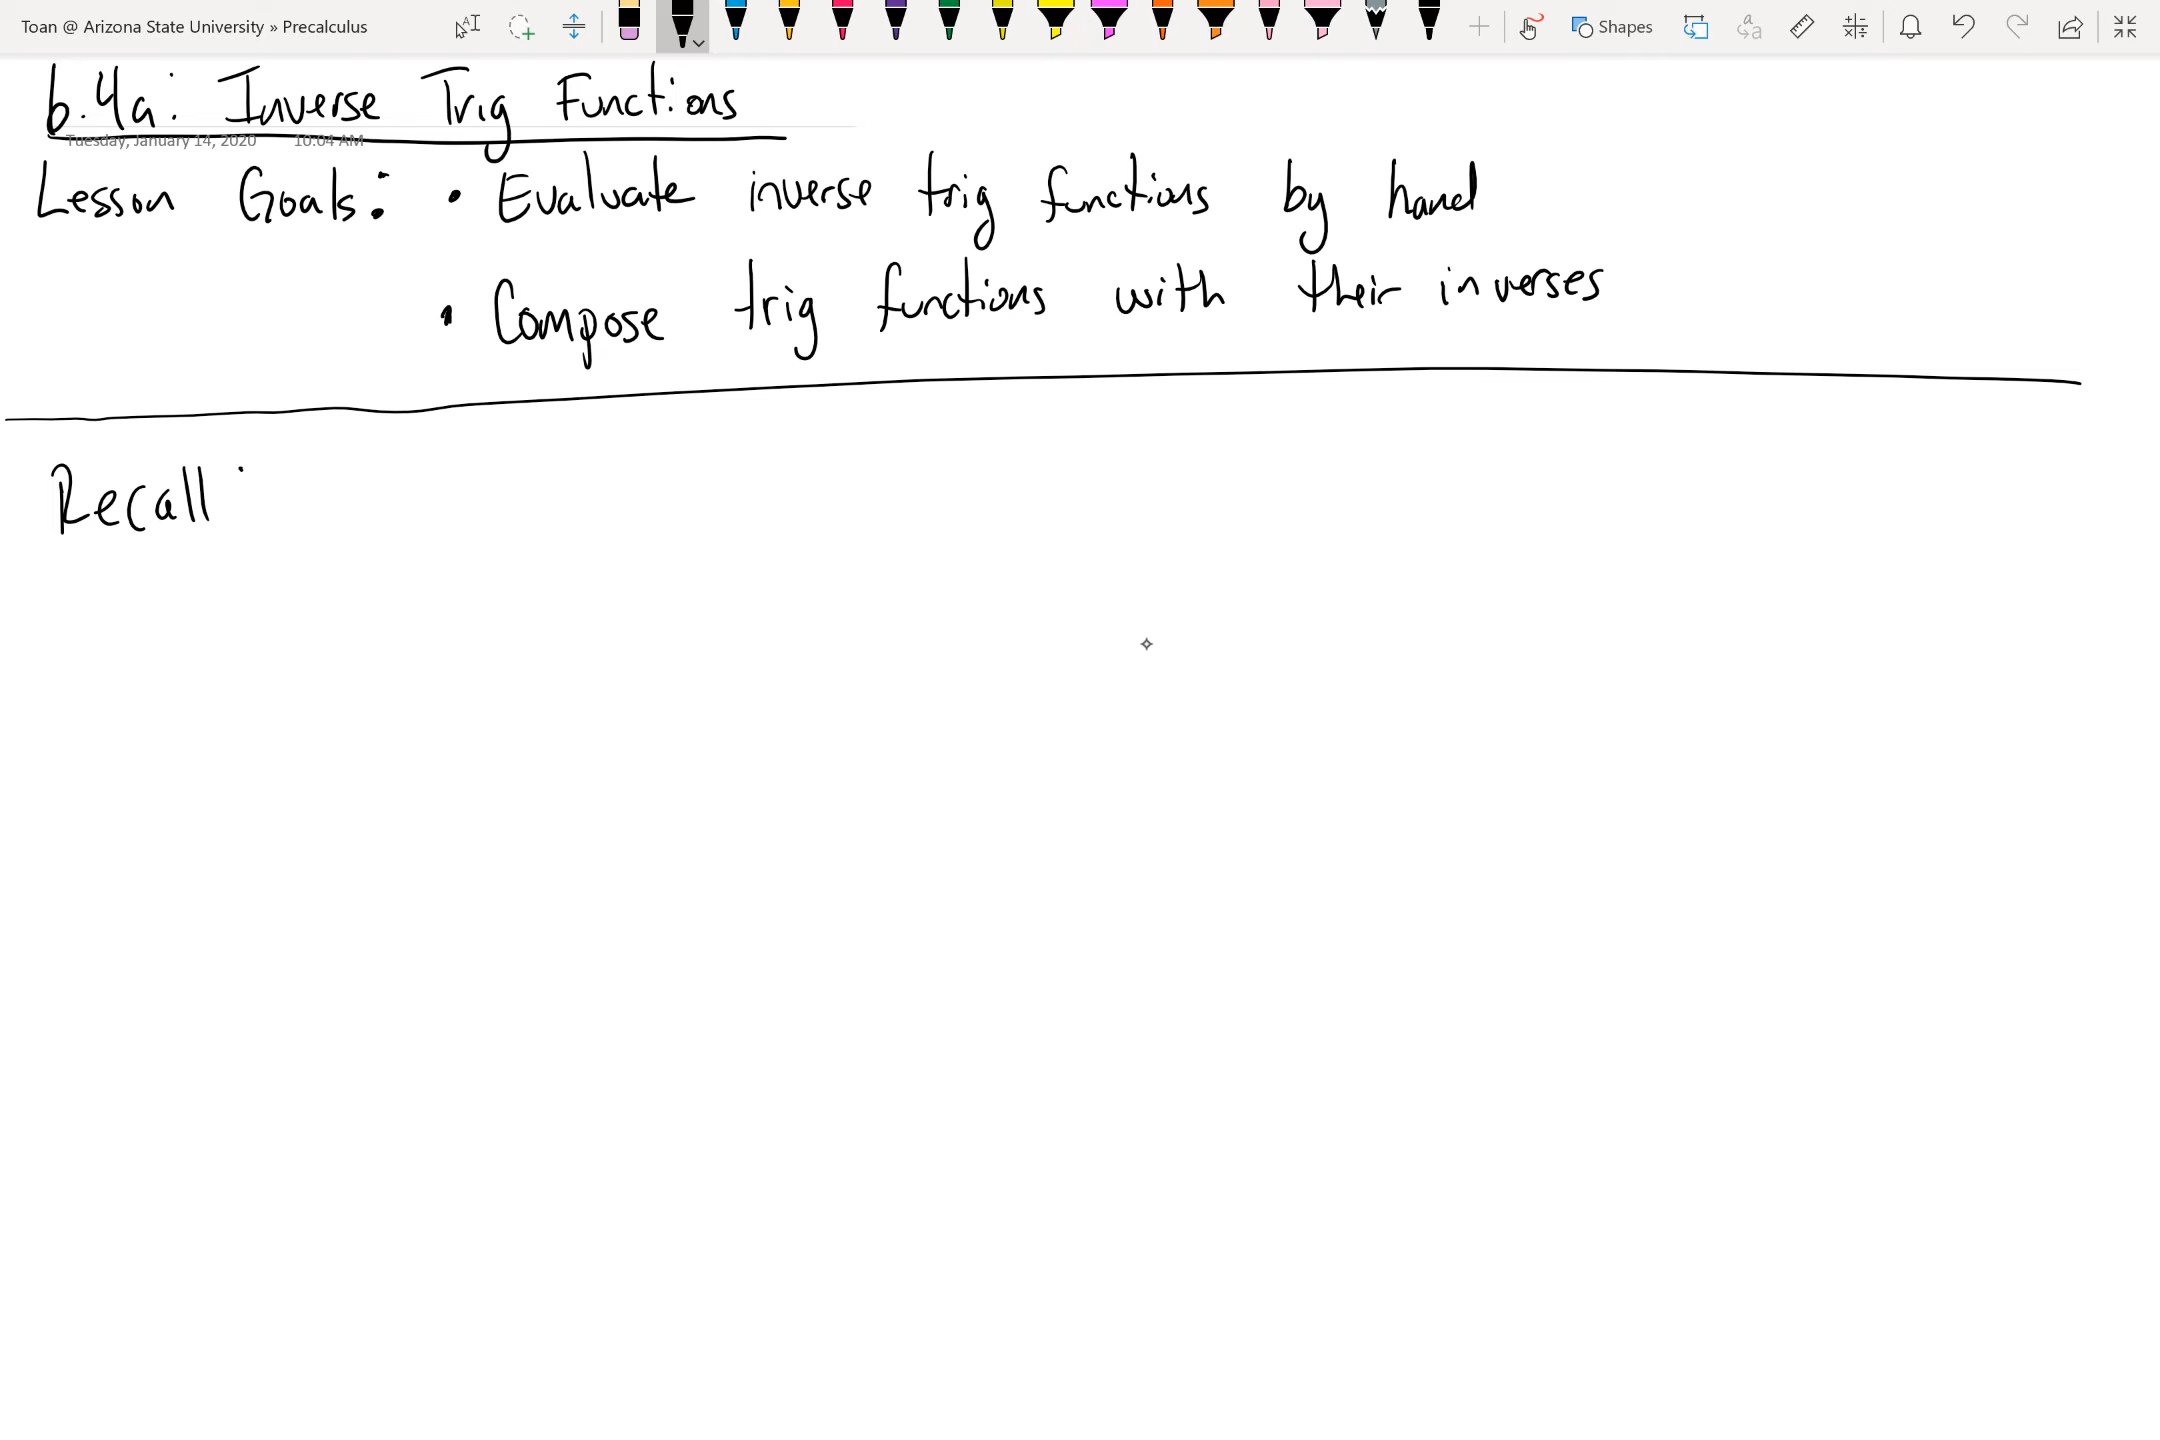 Toan @ Arizona State University » Precalculus
Shapes
6.4a: Inverse Trig Functions
Tuesday, January 14, 2020 10:04 AM
Lesson Goals: • Evaluate inverse trig functions by hand
• Compose trig functions with their inverses
Recall